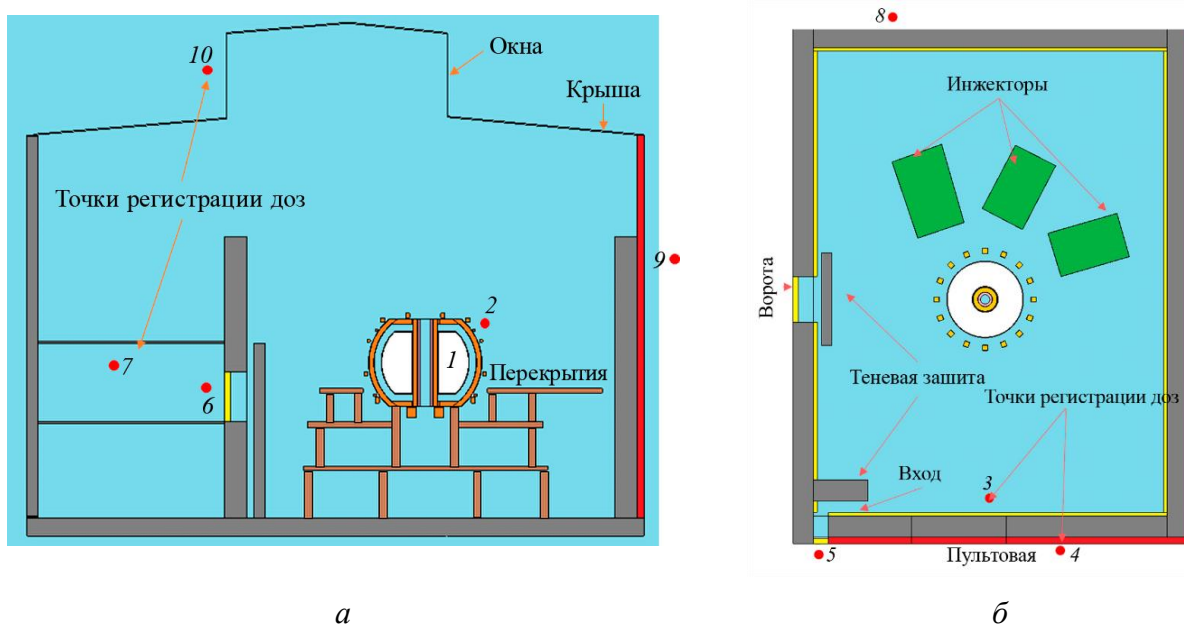 10
Окна
Крыша
Точки регистрации доз
9
2
1
7
6
Перекрытия
а
8
Инжекторы
Ворота
Теневая зашита
Точки регистрации доз
3
Вход
5
Пультовая
4
б